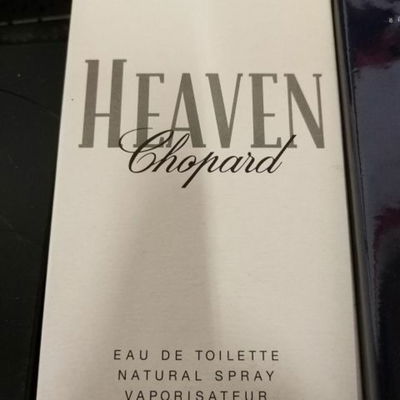 HEAVEN
Chopard
EAU DE TOILETTE
NATURAL SPRAY
VAPORISATEUR